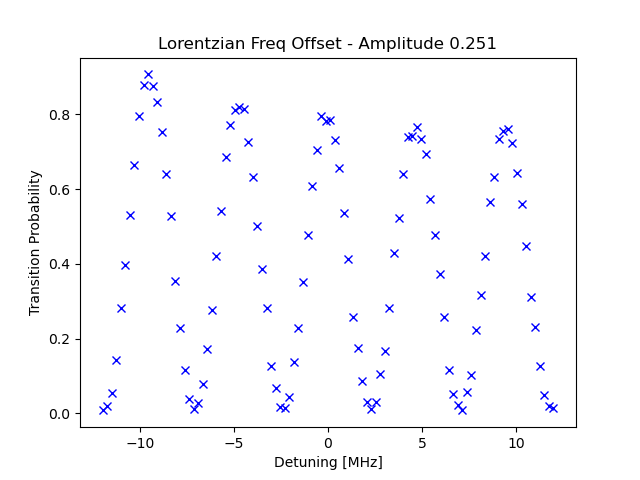 Lorentzian Freq Offset - Amplitude 0.251
Transition Probability
0.8
0.6
0.4
0.2
0.0
−10 −5 0 5 10
Detuning [MHz]